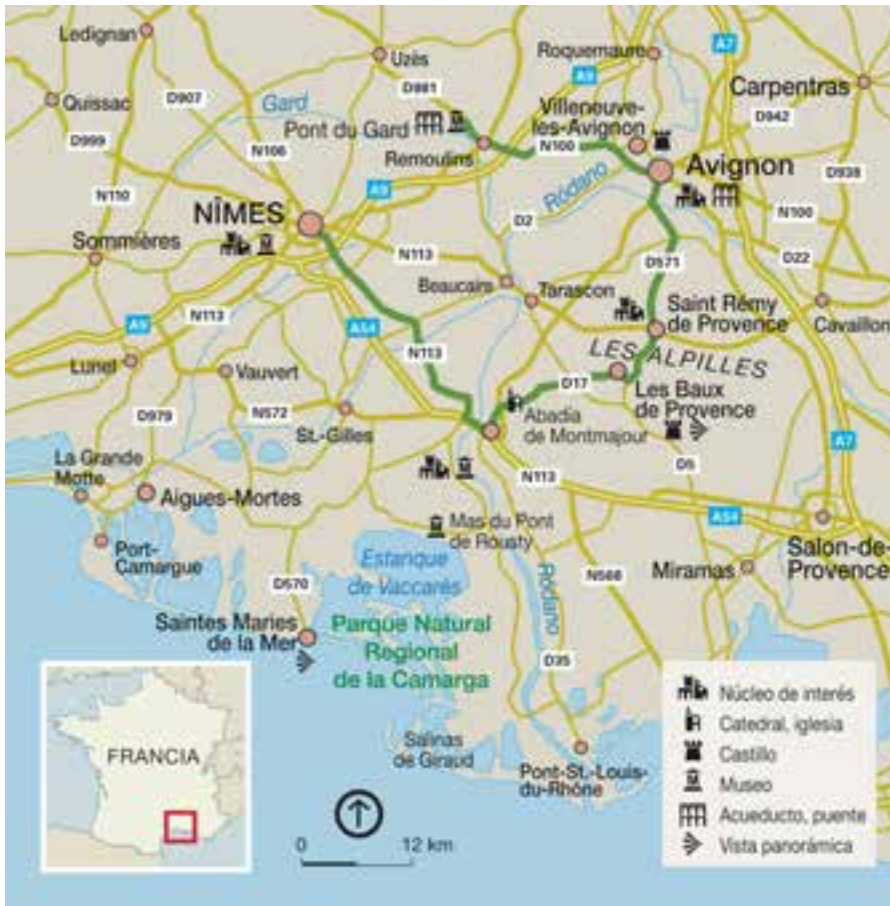 Ledignan
Uzès
Roquemaure
A7
D981
A9
Carpentras
Quissac
D907
Gard
Villeneuve-
les-Avignon
D942
Pont du Gard
D999
N106
Remoulins
N100
Avignon
D938
Ródano
N110
A9
NÎMES
D2
N100
Sommières
N113
D571
D22
Beaucaire
Tarascon
Saint Rémy
de Provence
Cavaillon
A9
N113
A54
LES ALPILLES
Lunel
Vauvert
N113
D17
Les Baux
de Provence
D979
N572
St.-Gilles
Abadia
de Montmajour
A7
La Grande
Motte
D5
N113
Aigues-Mortes
A54
Mas du Pont
de Rousty
Port-
Camargue
Estanque
de Vaccarès
Salon-de-
Provence
D570
Ródano
N568
Miramas
Saintes Maries
de la Mer
Parque Natural
Regional
de la Camarga
D35
FRANCIA
Salinas
de Giraud
Pont-St.-Louis-
du-Rhône
0 12 km
Núcleo de interés
Catedral, iglesia
Castillo
Museo
Acueducto, puente
Vista panorámica